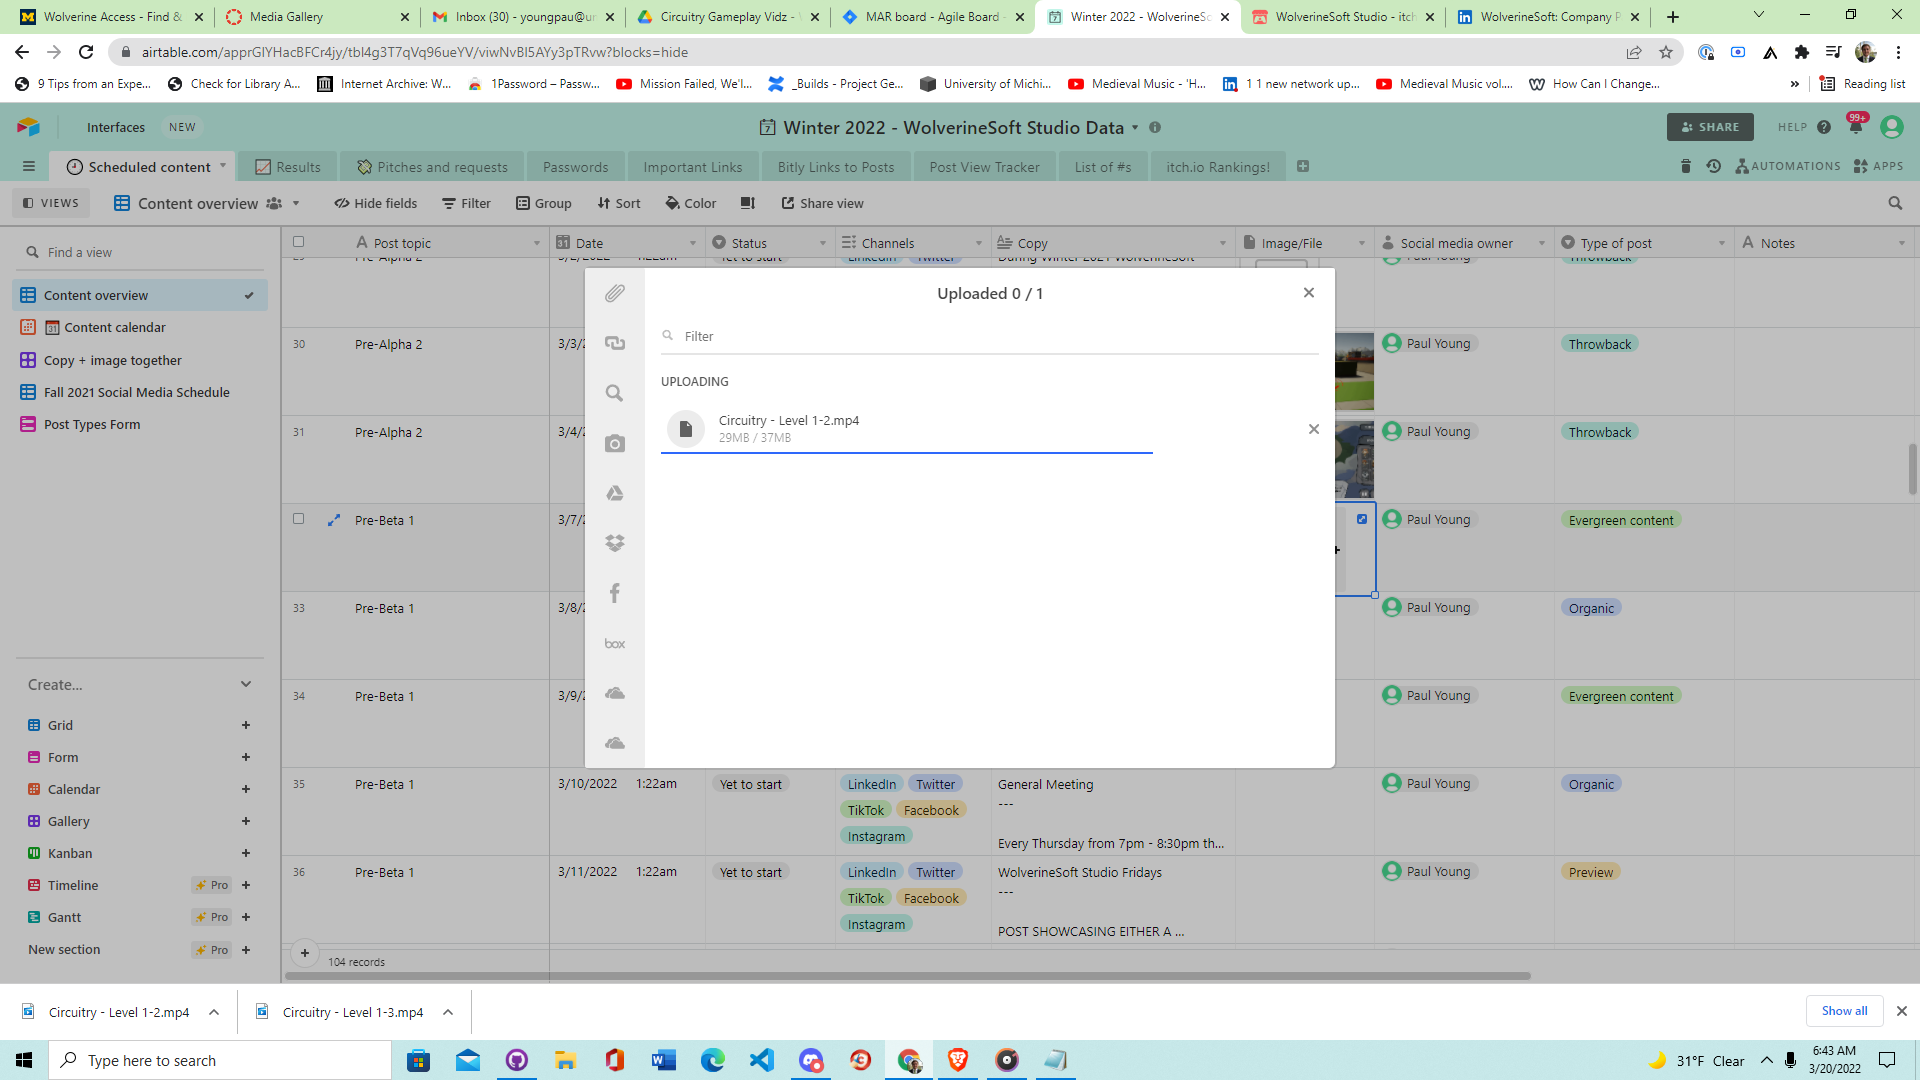 Wolverine Access - Find &
Media Gallery
Inbox (30) - youngpau@u
Circuitry Gameplay Vidz -
MAR board - Agile Board -
Winter 2022 - WolverineSo
WolverineSoft Studio - itch
WolverineSoft: Company P
airtable.com/apprGlYHacBFCr4jy/tbl4g3T7qVq96ueYV/viwNvBI5AYy3pTRvw?blocks=hide
9 Tips from an Expe...
Check for Library A...
Internet Archive: W...
1Password – Passw...
Mission Failed, We'l...
_Builds - Project Ge...
University of Michi...
Medieval Music - 'H...
1 1 new network up...
Medieval Music vol....
How Can I Change...
»
Reading list
Interfaces NEW
Winter 2022 - WolverineSoft Studio Data
SHARE HELP 99+
Scheduled content Results Pitches and requests Passwords Important Links Bitly Links to Posts Post View Tracker List of #s itch.io Rankings! AUTOMATIONS APPS
VIEWS Content overview Hide fields Filter Group Sort Color Share view
Find a view
Content overview
Content calendar
Copy + image together
Fall 2021 Social Media Schedule
Post Types Form
Create...
Grid
Form
Calendar
Gallery
Kanban
Timeline Pro
Gantt Pro
New section Pro
Post topic Date Status Channels Copy Image/File Social media owner Type of post Notes
30 Pre-Alpha 2 3/3/2 Paul Young Throwback
31 Pre-Alpha 2 3/4/2 Paul Young Throwback
Pre-Beta 1 3/7/2 Paul Young Evergreen content
33 Pre-Beta 1 3/8/2 Paul Young Organic
34 Pre-Beta 1 3/9/2 Paul Young Evergreen content
35 Pre-Beta 1 3/10/2022 1:22am Yet to start LinkedIn Twitter General Meeting Paul Young Organic
TikTok Facebook ---
Instagram Every Thursday from 7pm - 8:30pm th...
36 Pre-Beta 1 3/11/2022 1:22am Yet to start LinkedIn Twitter WolverineSoft Studio Fridays Paul Young Preview
TikTok Facebook ---
Instagram POST SHOWCASING EITHER A ...
104 records
Uploaded 0 / 1
Filter
UPLOADING
Circuitry - Level 1-2.mp4
29MB / 37MB
box
Circuitry - Level 1-2.mp4
Circuitry - Level 1-3.mp4
Show all
Type here to search
31°F Clear
6:43 AM
3/20/2022